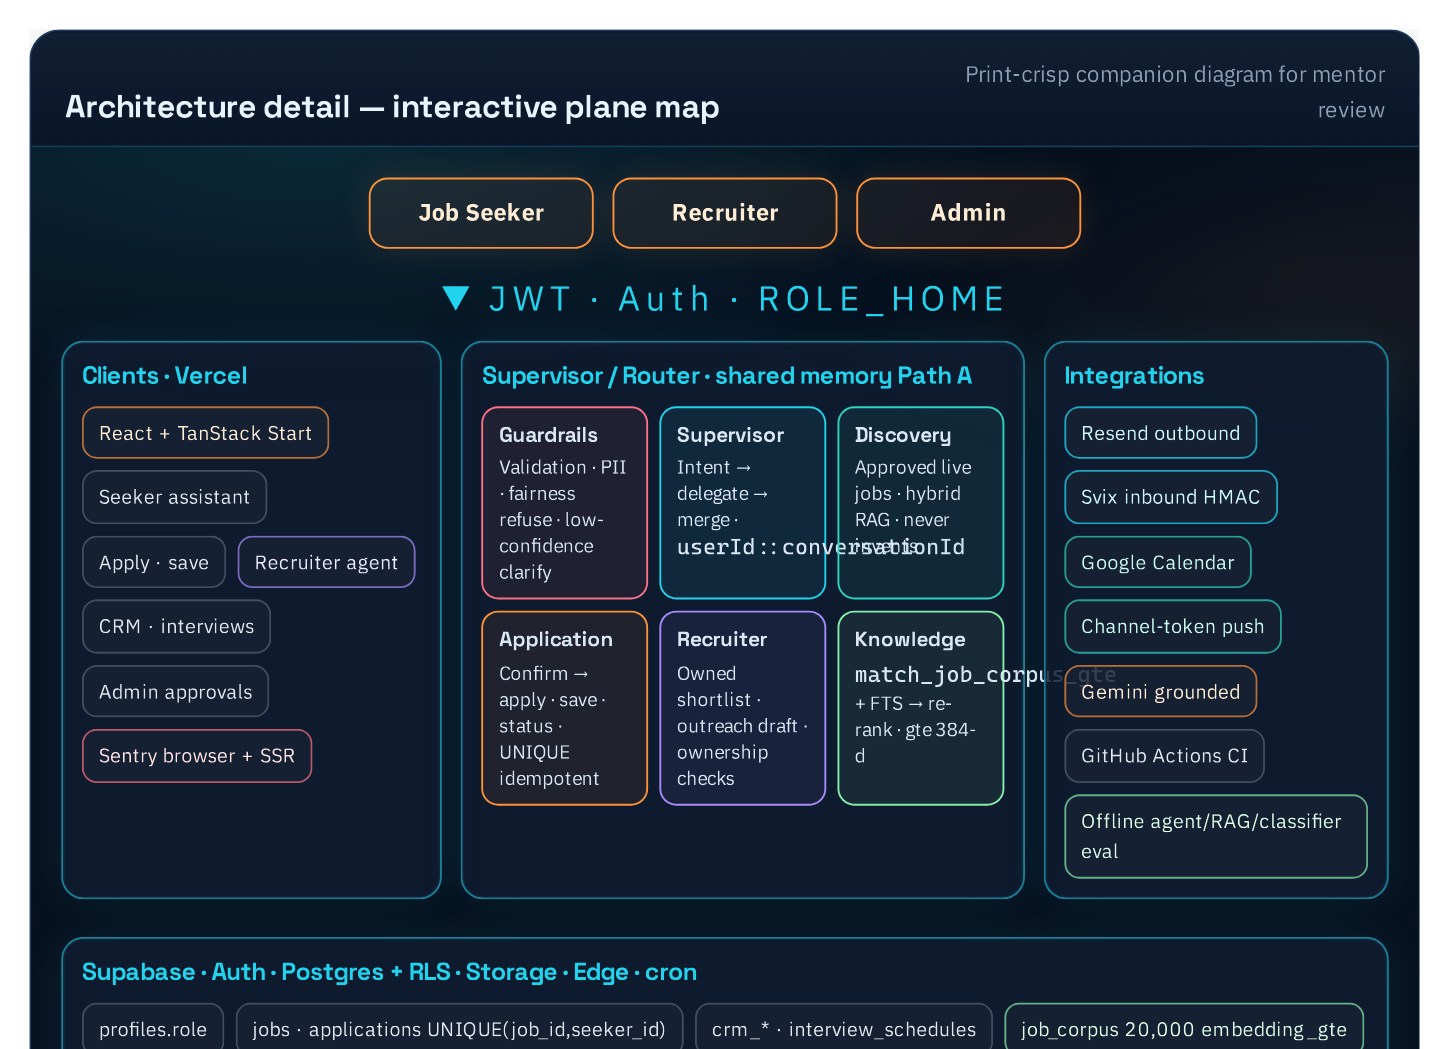 Architecture detail — interactive plane map
Print-crisp companion diagram for mentor
review
Job Seeker
Recruiter
Admin
▼ JWT · Auth · ROLE_HOME
Clients · Vercel
React + TanStack Start
Seeker assistant
Apply · save
Recruiter agent
CRM · interviews
Admin approvals
Sentry browser + SSR
Supervisor / Router · shared memory Path A
Guardrails
Validation · PII
· fairness
refuse · low-
confidence
clarify
Supervisor
Intent →
delegate →
merge ·
userId::conversationId
Discovery
Approved live
jobs · hybrid
RAG · never
Application
Confirm →
apply · save ·
status ·
UNIQUE
idempotent
Recruiter
Owned
shortlist ·
outreach draft ·
ownership
checks
Knowledge
match_job_corpus_gte
+ FTS → re-
rank · gte 384-
d
Integrations
Resend outbound
Svix inbound HMAC
Google Calendar
Channel-token push
Gemini grounded
GitHub Actions CI
Offline agent/RAG/classifier
eval
Supabase · Auth · Postgres + RLS · Storage · Edge · cron
profiles.role
jobs · applications UNIQUE(job_id,seeker_id)
crm_* · interview_schedules
job_corpus 20,000 embedding_gte